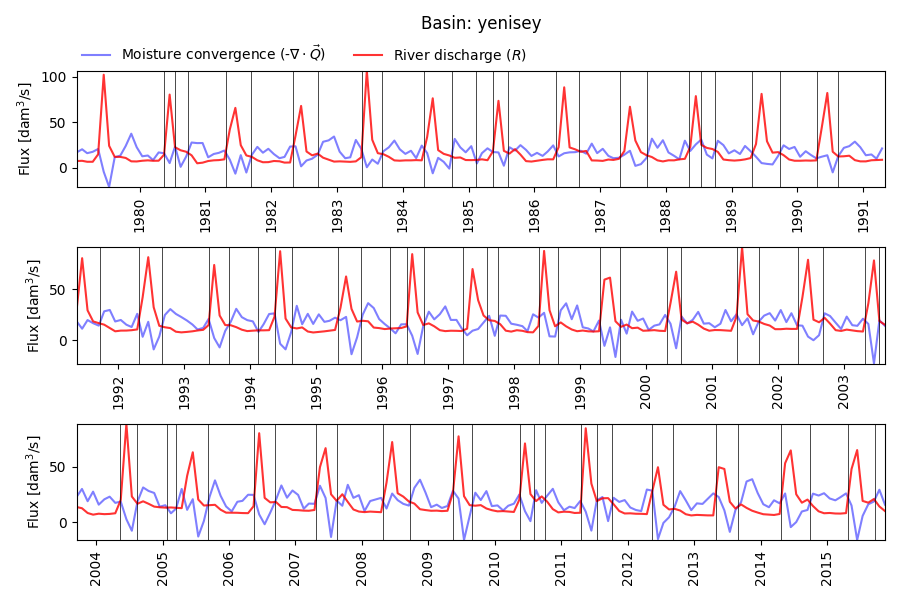 Basin: yenisey
Moisture convergence (-∇ · Q⃗) River discharge (R)
Flux [dam³/s]
100
50
0
1980 1981 1982 1983 1984 1985 1986 1987 1988 1989 1990 1991
Flux [dam³/s]
50
0
1992 1993 1994 1995 1996 1997 1998 1999 2000 2001 2002 2003
Flux [dam³/s]
50
0
2004 2005 2006 2007 2008 2009 2010 2011 2012 2013 2014 2015